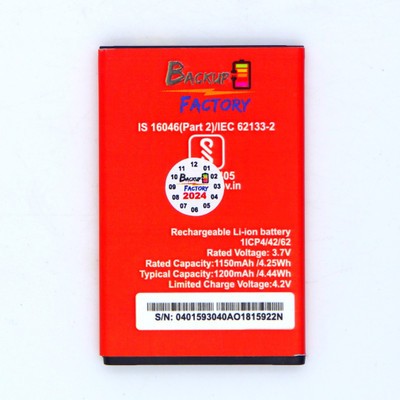 BACKUP
FACTORY
IS 16046(Part 2)/IEC 62133-2
05
v.in
11 12 01
10 BACKUP 02
09 FACTORY 03
08 2024 04
07 06 05
Rechargeable Li-ion battery
1ICP4/42/62
Rated Voltage: 3.7V
Rated Capacity:1150mAh /4.25Wh
Typical Capacity:1200mAh /4.44Wh
Limited Charge Voltage:4.2V
S/N: 0401593040AO1815922N